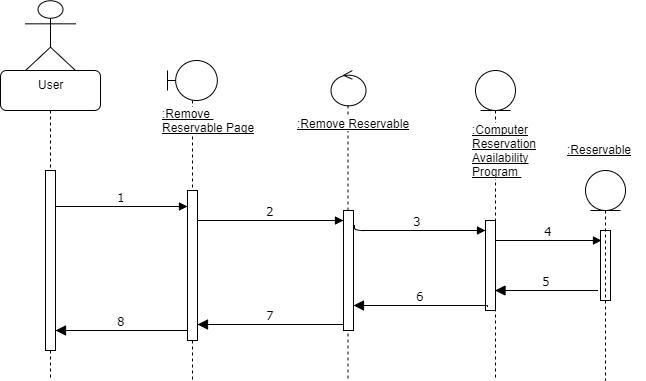 User
:Remove
Reservable Page
:Remove Reservable
:Computer
Reservation
Availability
Program
:Reservable
1
2
3
4
5
6
7
8